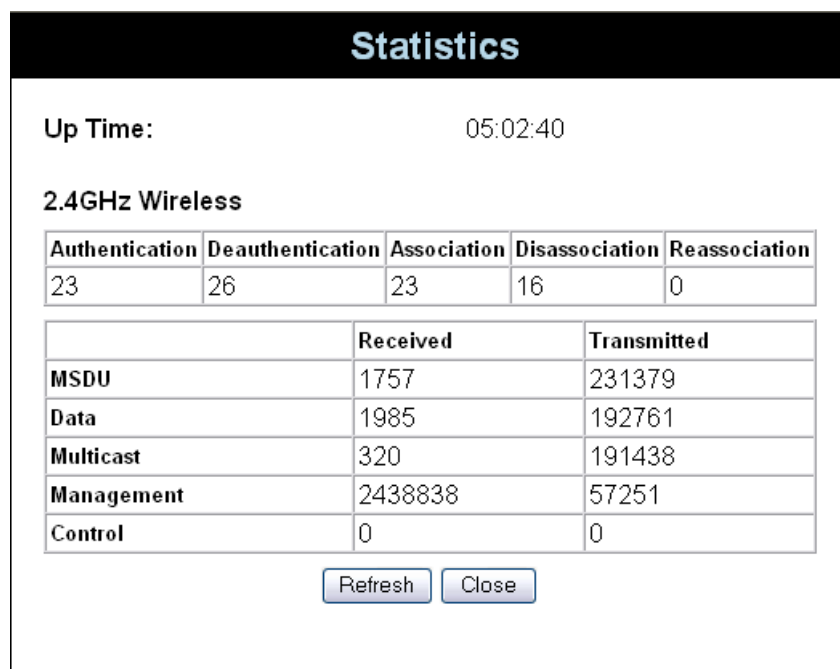 Statistics
Up Time: 05:02:40
2.4GHz Wireless
Authentication Deauthentication Association Disassociation Reassociation
23 26 23 16 0
Received Transmitted
MSDU 1757 231379
Data 1985 192761
Multicast 320 191438
Management 2438838 57251
Control 0 0
Refresh Close